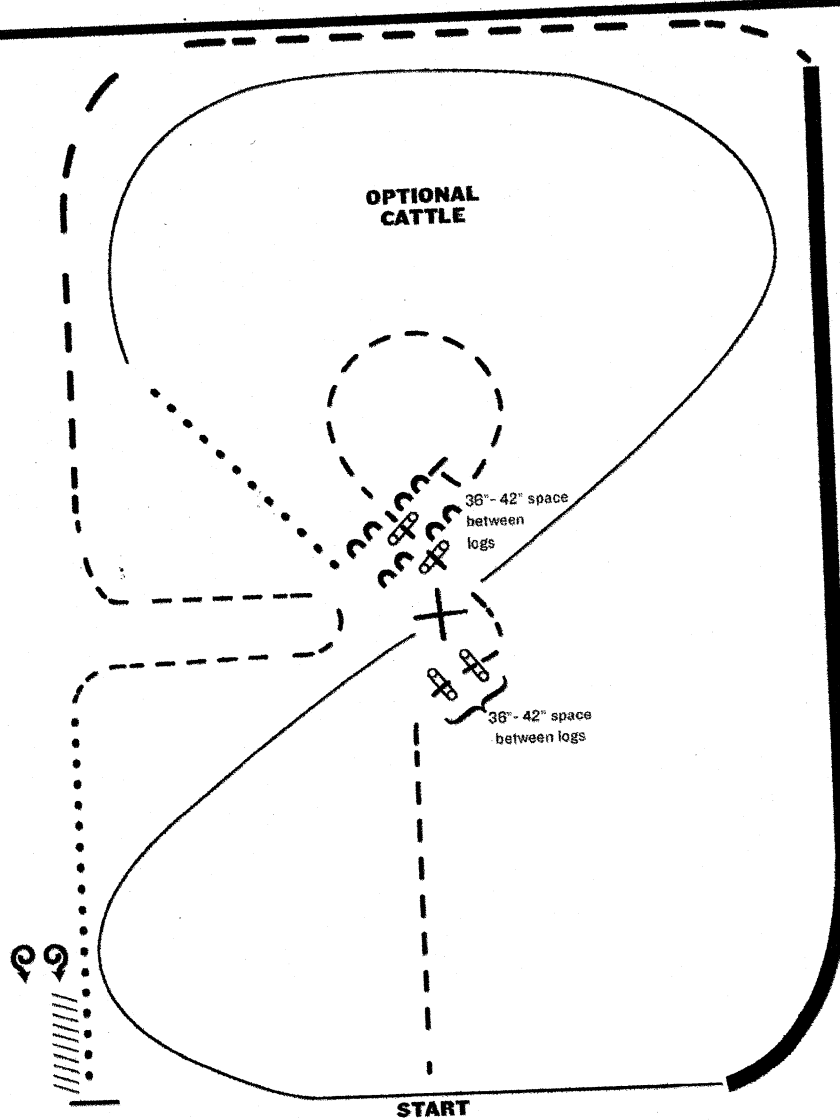 OPTIONAL
CATTLE
36"- 42" space
between
logs
36"- 42" space
between logs
START